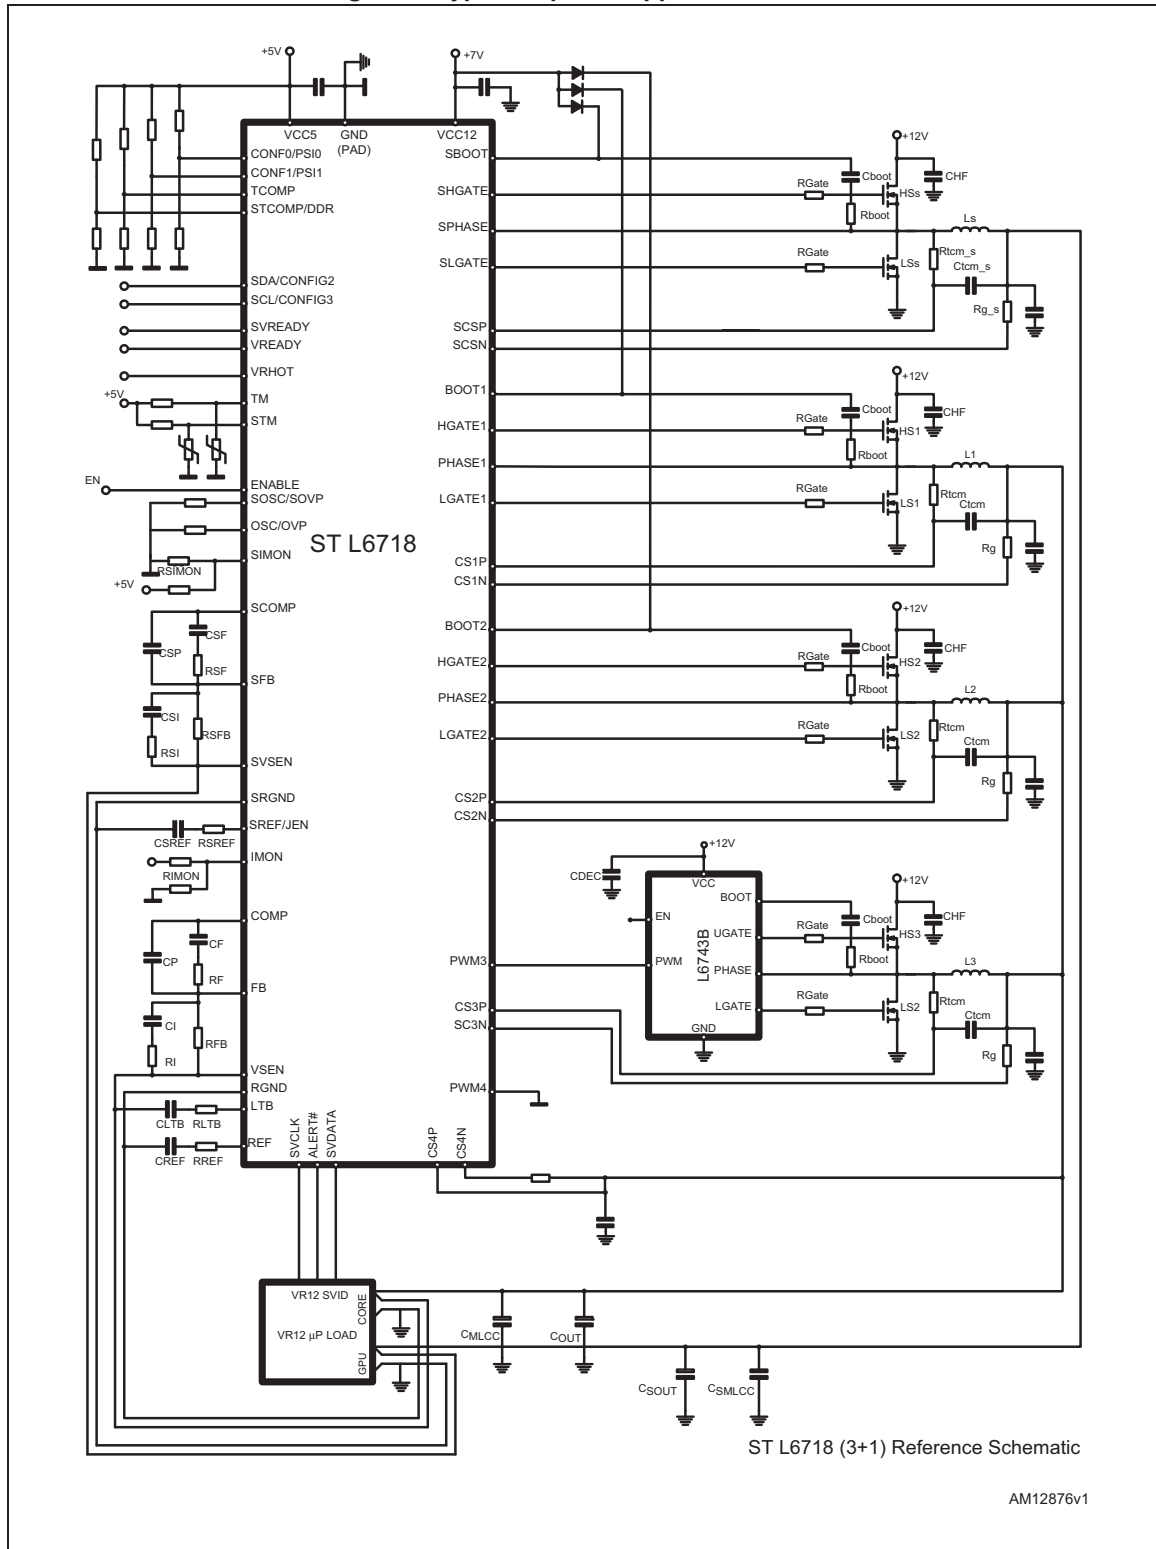 +5V
+7V
VCC5
GND
(PAD)
VCC12
CONF0/PSI0
CONF1/PSI1
TCOMP
STCOMP/DDR
SDA/CONFIG2
SCL/CONFIG3
SVREADY
VREADY
VRHOT
+5V
TM
STM
EN
ENABLE
SOSC/SOVP
OSC/OVP
SIMON
RSIMON
+5V
SCOMP
CSF
CSP
RSF
SFB
CSI
RSFB
RSI
SVSEN
SRGND
SREF/JEN
CSREF
RSREF
IMON
RIMON
COMP
CF
CP
RF
FB
CI
RFB
RI
VSEN
RGND
LTB
CLTB
RLTB
REF
CREF
RREF
ST L6718
SBOOT
SHGATE
SPHASE
SLGATE
SCSP
SCSN
BOOT1
HGATE1
PHASE1
LGATE1
CS1P
CS1N
BOOT2
HGATE2
PHASE2
LGATE2
CS2P
CS2N
PWM3
CS3P
SC3N
PWM4
SVCLK
ALERT#
SVDATA
CS4P
CS4N
+12V
Cboot
CHF
RGate
HSs
Rboot
Ls
RGate
LSs
Rtcm_s
Ctcm_s
Rg_s
+12V
Cboot
CHF
RGate
HS1
Rboot
L1
RGate
LS1
Rtcm
Ctcm
Rg
+12V
Cboot
CHF
RGate
HS2
Rboot
L2
RGate
LS2
Rtcm
Ctcm
Rg
+12V
CDEC
VCC
BOOT
EN
UGATE
L6743B
PWM
PHASE
LGATE
GND
+12V
Cboot
CHF
RGate
HS3
Rboot
L3
RGate
LS2
Rtcm
Ctcm
Rg
VR12 SVID
CORE
VR12 µP LOAD
GPU
CMLCC
COUT
CSOUT
CSMLCC
ST L6718 (3+1) Reference Schematic
AM12876v1